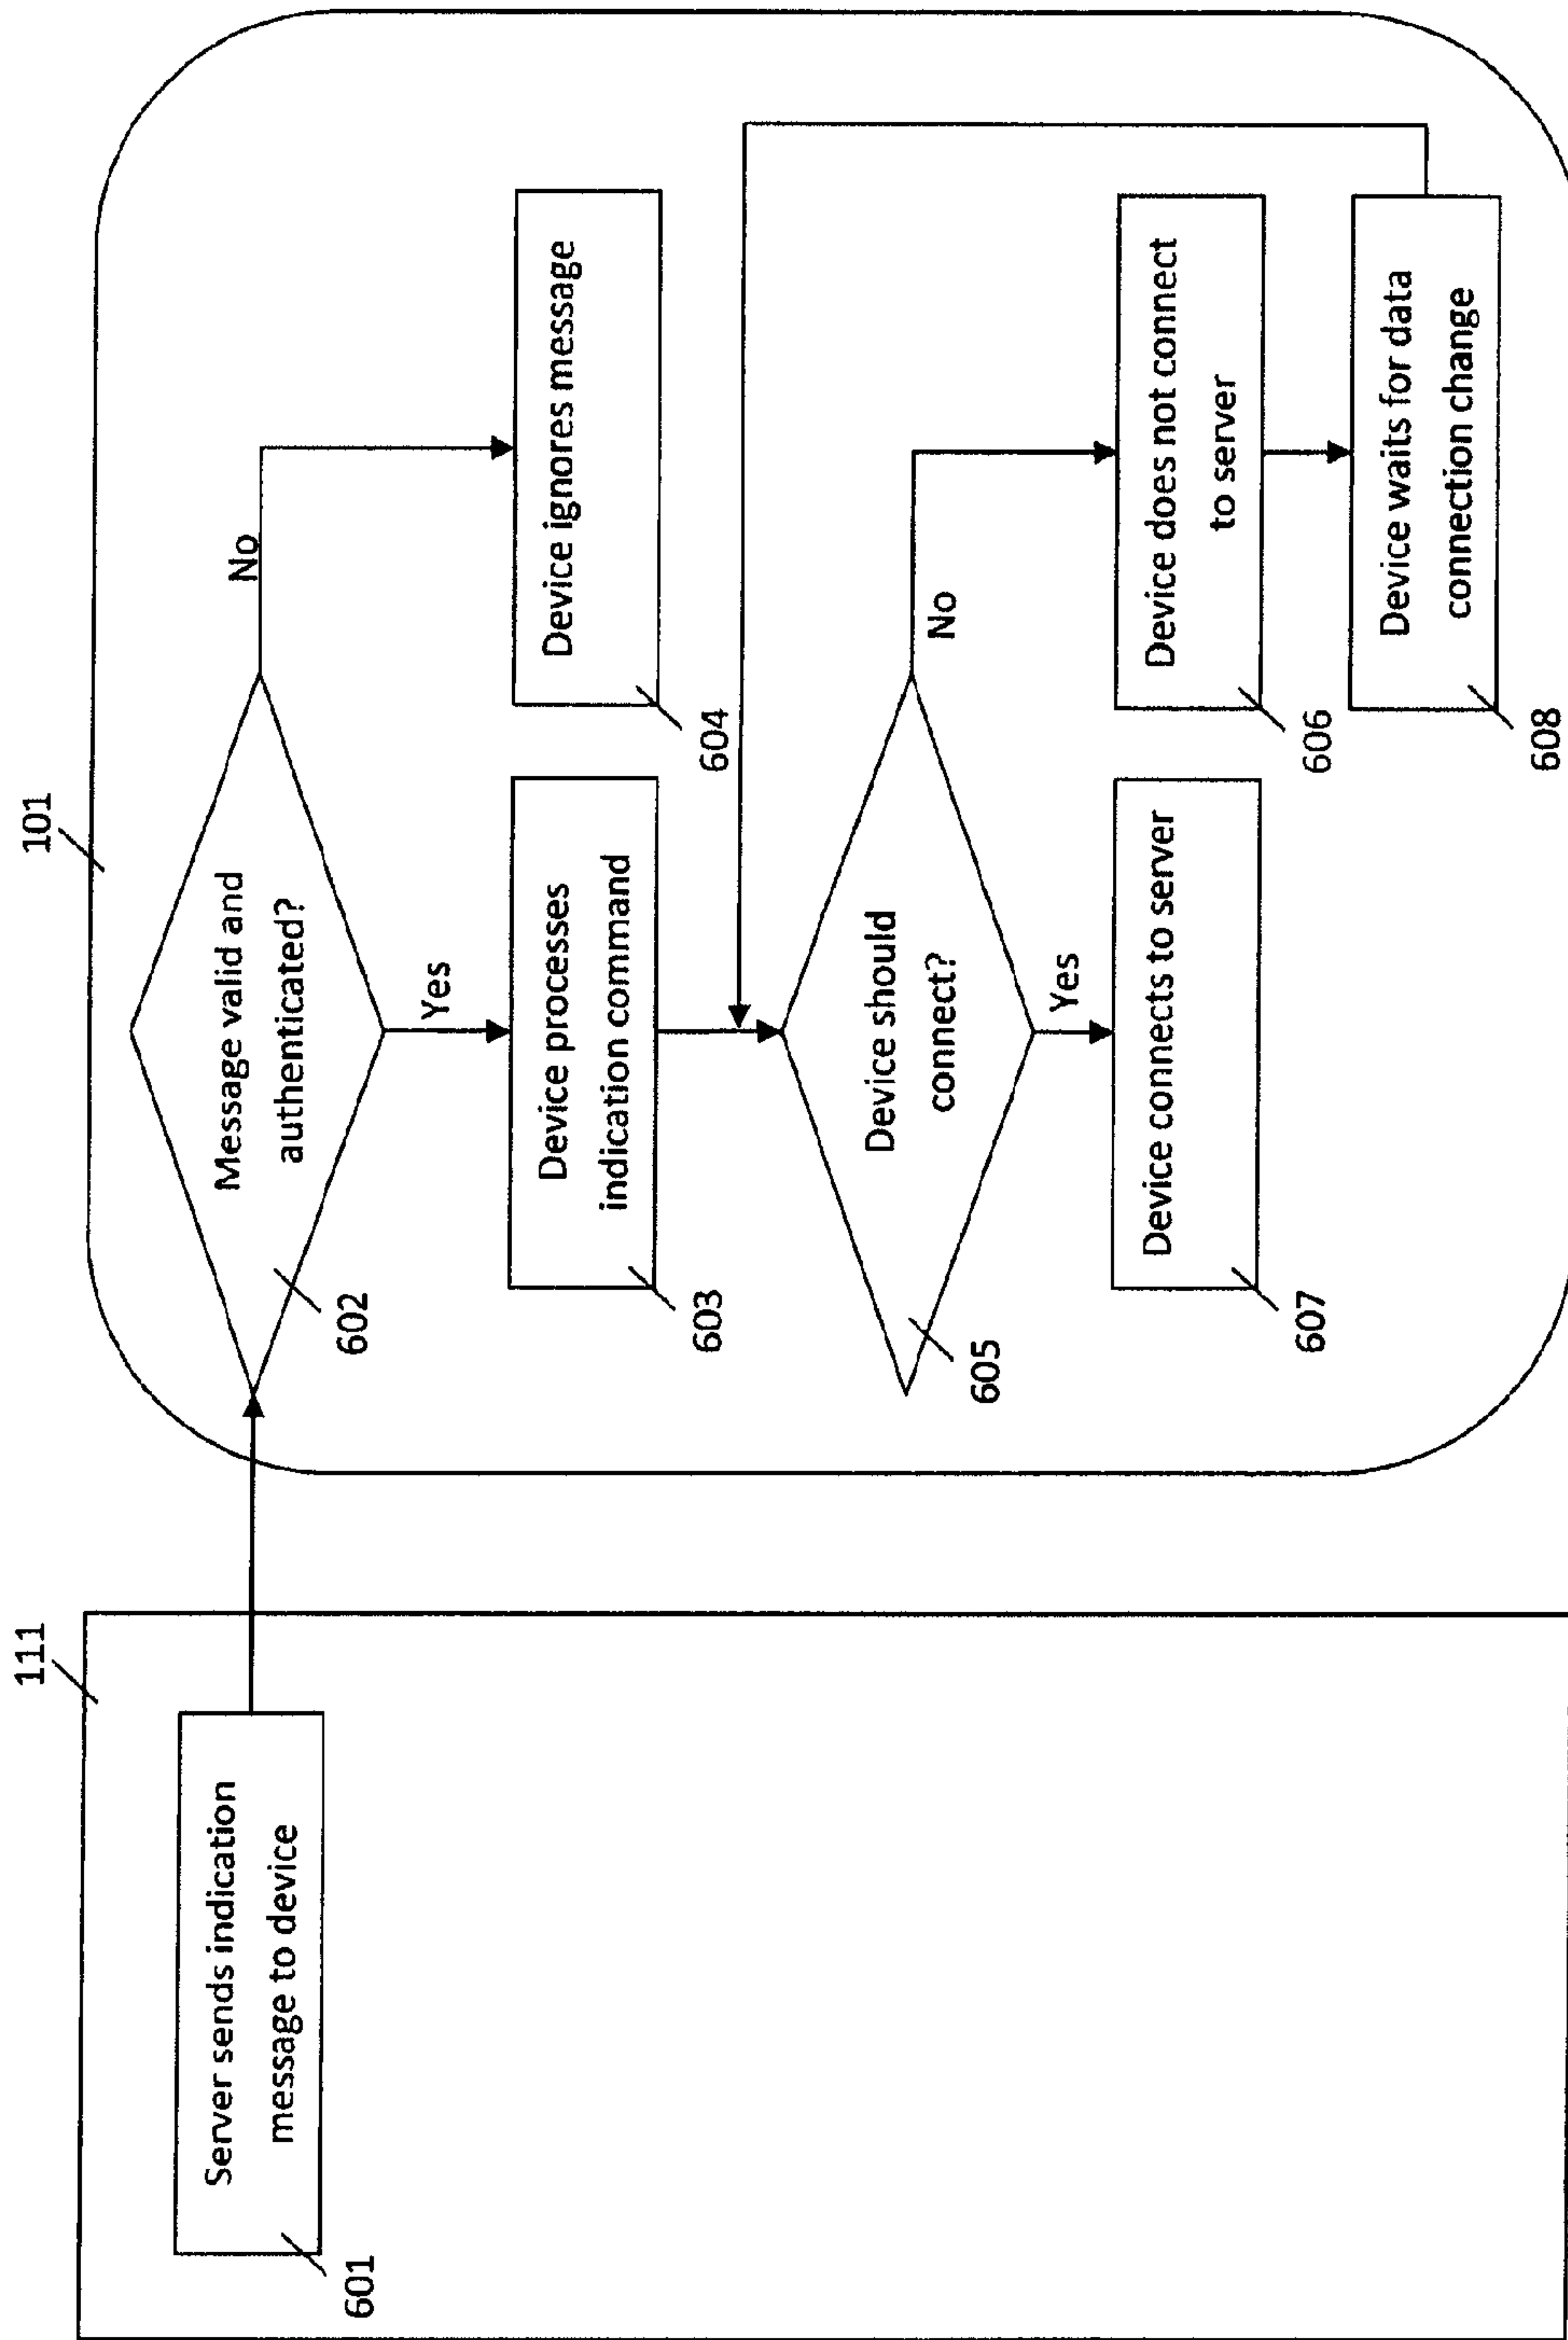 111
Server sends indication
message to device
601
101
Message valid and
authenticated?
602
No
Yes
Device processes
indication command
603
Device ignores message
604
Device should
connect?
605
No
Yes
Device connects to server
607
Device does not connect
to server
606
Device waits for data
connection change
608